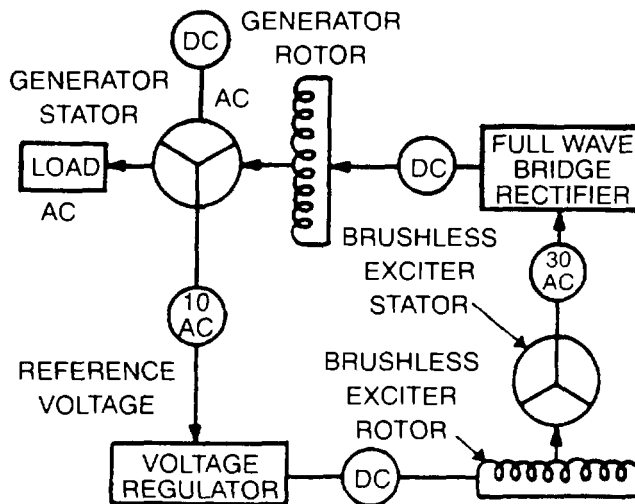 DC
GENERATOR
ROTOR
GENERATOR
STATOR
AC
LOAD
AC
DC
FULL WAVE
BRIDGE
RECTIFIER
BRUSHLESS
EXCITER
STATOR
30
AC
10
AC
REFERENCE
VOLTAGE
BRUSHLESS
EXCITER
ROTOR
VOLTAGE
REGULATOR
DC